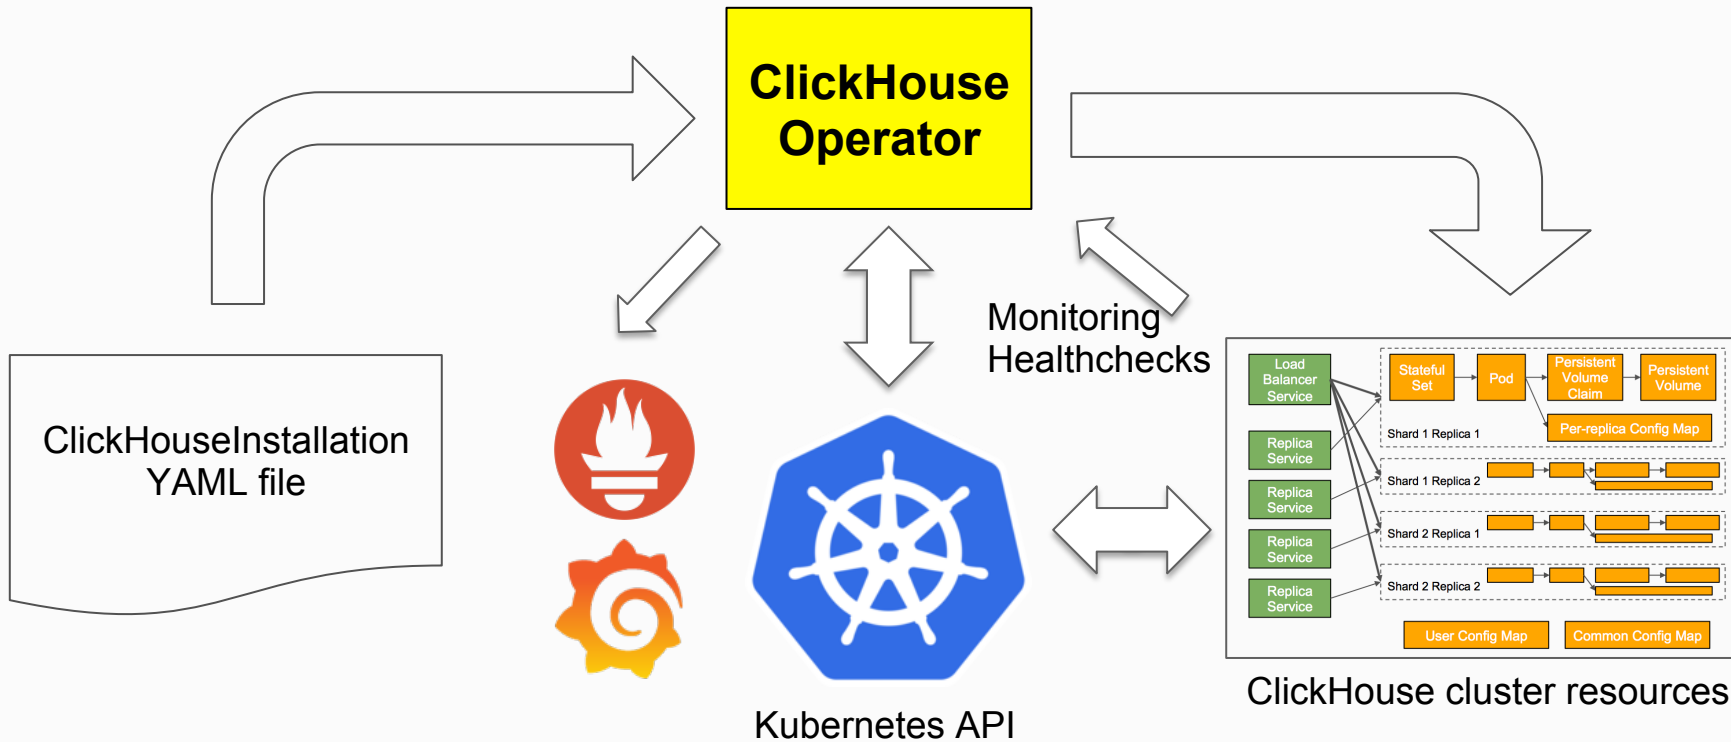 ClickHouse
Operator
Monitoring
Healthchecks
ClickHouseInstallation
YAML file
Kubernetes API
Load
Balancer
Service
Replica
Service
Replica
Service
Replica
Service
Replica
Service
Stateful
Set
Pod
Persistent
Volume
Claim
Persistent
Volume
Per-replica Config Map
Shard 1 Replica 1
Shard 1 Replica 2
Shard 2 Replica 1
Shard 2 Replica 2
User Config Map
Common Config Map
ClickHouse cluster resources